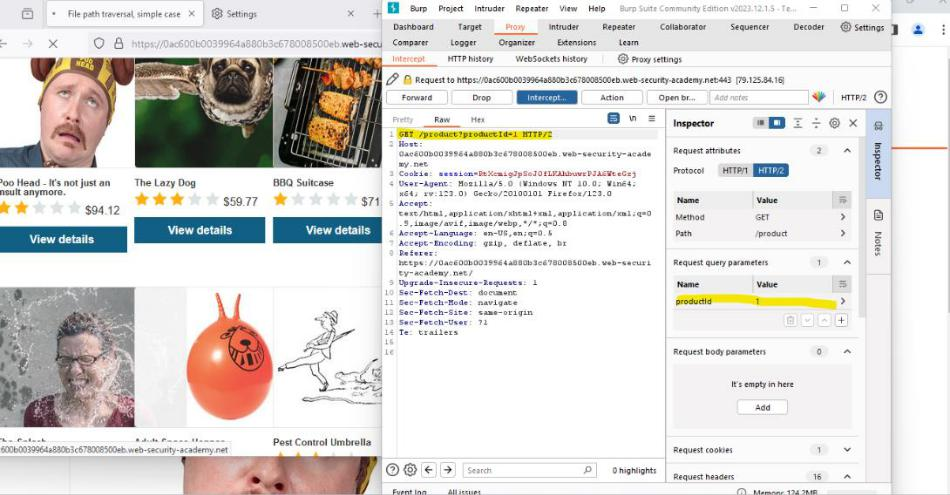 File path traversal, simple case
Settings
https://0ac600b0039964a880b3c678008500eb.web-secu
Poo Head - It's not just an
insult anymore.
$94.12
View details
The Lazy Dog
$59.77
View details
BBQ Suitcase
$71
View details
Pest Control Umbrella
600b0039964a880b3c678008500eb.web-security-academy.net
Burp Project Intruder Repeater View Help Burp Suite Community Edition v2023.12.1.5 - Te...
Dashboard Target Proxy Intruder Repeater Collaborator Sequencer Decoder Settings
Comparer Logger Organizer Extensions Learn
Intercept HTTP history WebSockets history Proxy settings
Request to https://0ac600b0039964a880b3c678008500eb.web-security-academy.net:443 [79.125.84.16]
Forward Drop Intercept... Action Open br... Add notes HTTP/2
Pretty Raw Hex
1 GET /product?productId=1 HTTP/2
2 Host:
0ac600b0039964a880b3c678008500eb.web-security-acade
my.net
3 Cookie: session=
4 User-Agent: Mozilla/5.0 (Windows NT 10.0; Win64;
x64; rv:123.0) Gecko/20100101 Firefox/123.0
5 Accept:
text/html,application/xhtml+xml,application/xml;q=0
.9,image/avif,image/webp,*/*;q=0.8
6 Accept-Language: en-US,en;q=0.5
7 Accept-Encoding: gzip, deflate, br
8 Referer:
https://0ac600b0039964a880b3c678008500eb.web-securi
ty-academy.net/
9 Upgrade-Insecure-Requests: 1
10 Sec-Fetch-Dest: document
11 Sec-Fetch-Mode: navigate
12 Sec-Fetch-Site: same-origin
13 Sec-Fetch-User: ?1
14 Te: trailers
15
16
Search 0 highlights
Event log All issues
Memory: 124.2MB
Inspector
Request attributes 2
Protocol HTTP/1 HTTP/2
Name Value
Method GET
Path /product
Request query parameters 1
Name Value
productId 1
Request body parameters 0
It's empty in here
Add
Request cookies 1
Request headers 16
Inspector
Notes